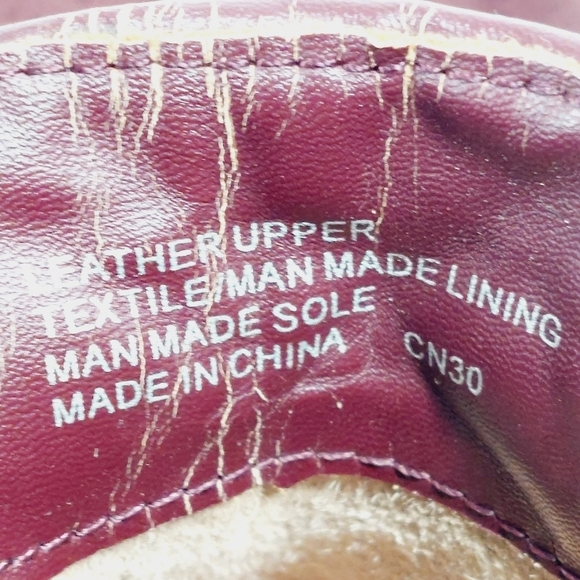 LEATHER UPPER
TEXTILE/MAN MADE LINING
MAN MADE SOLE
MADE IN CHINA CN30